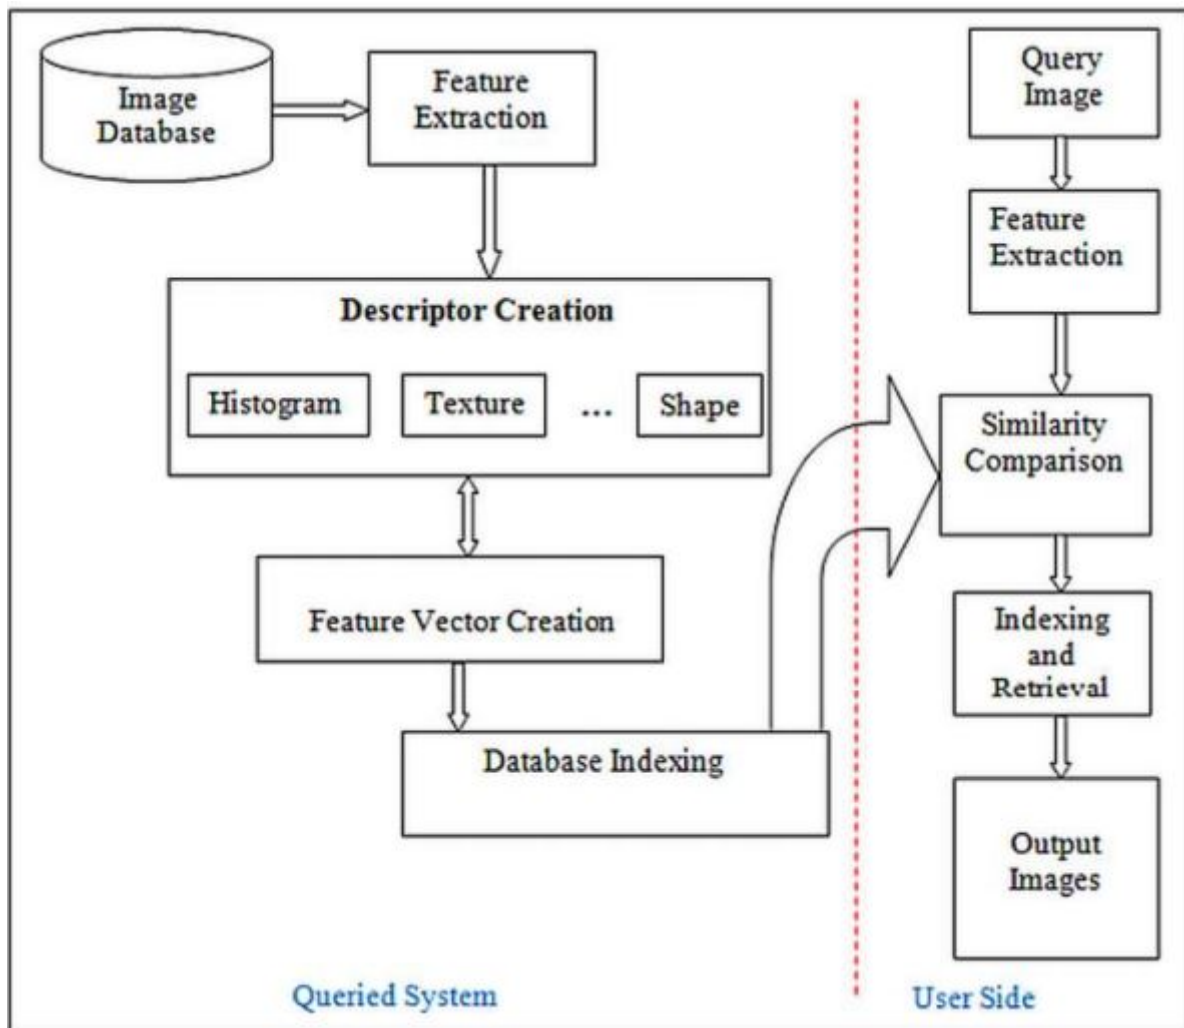 Image
Database
Feature
Extraction
Descriptor Creation
Histogram
Texture
...
Shape
Feature Vector Creation
Database Indexing
Queried System
Query
Image
Feature
Extraction
Similarity
Comparison
Indexing
and
Retrieval
Output
Images
User Side